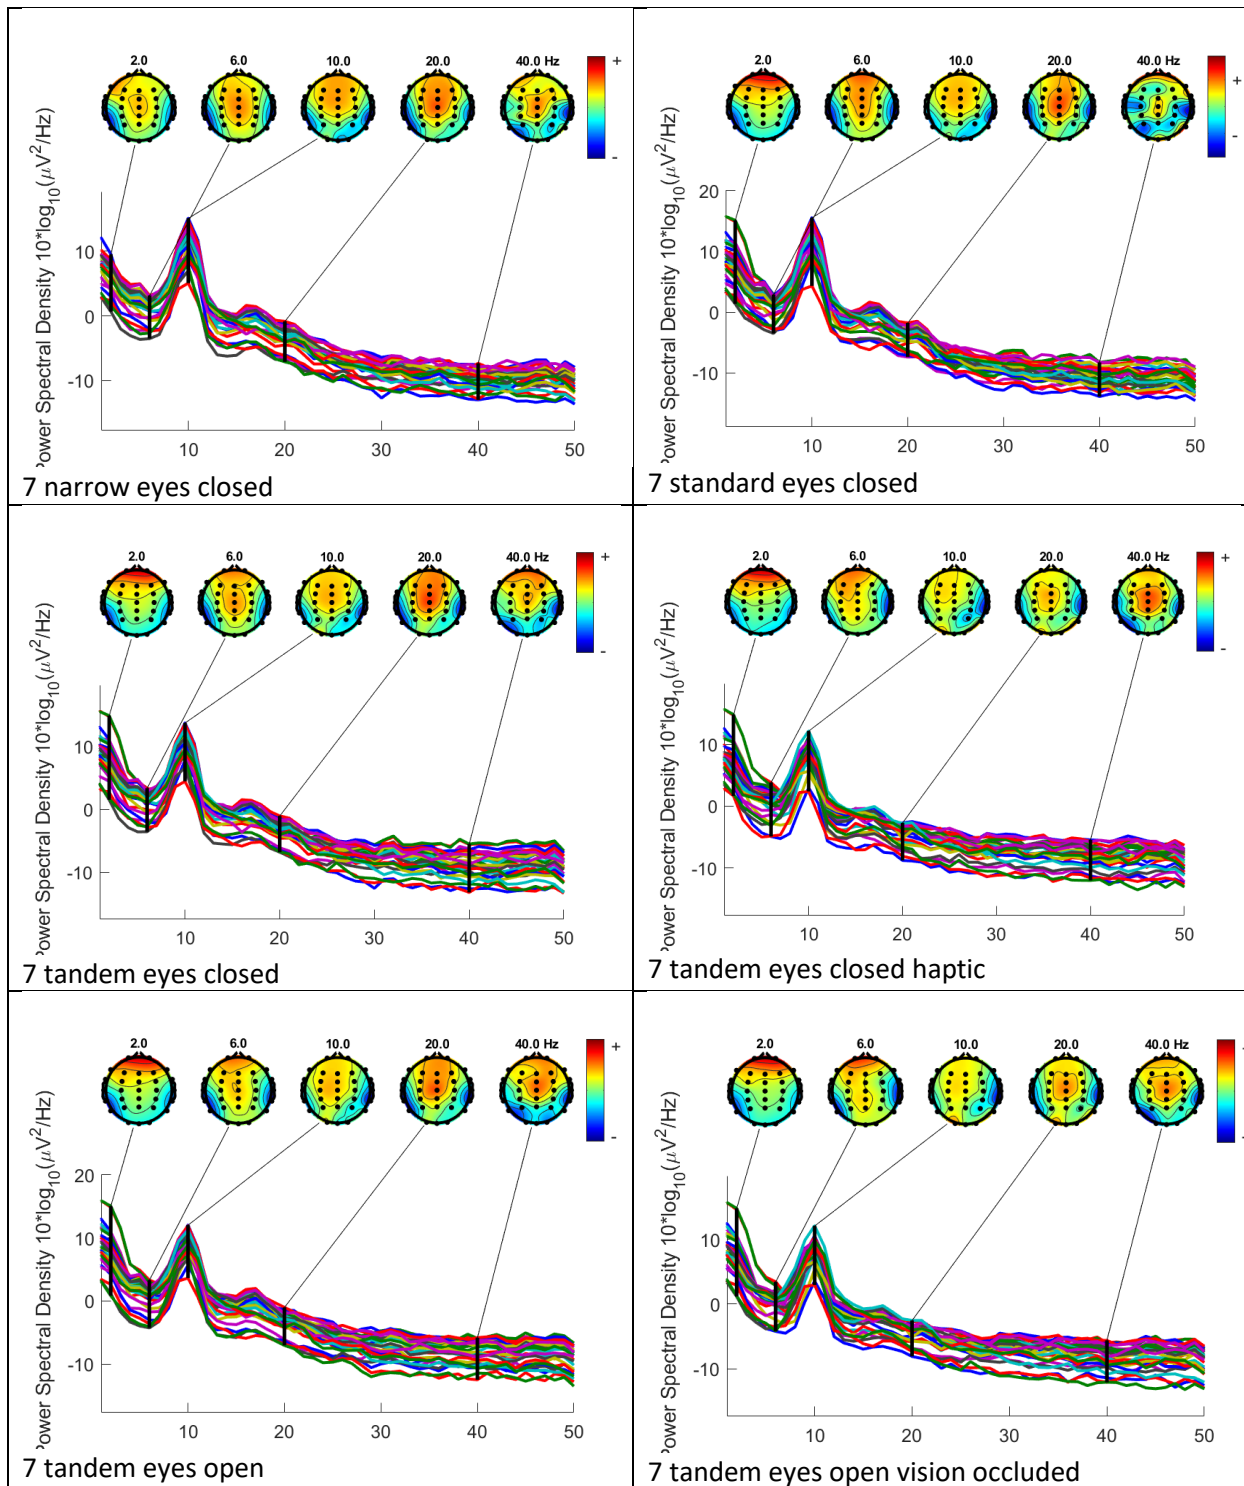 2.0 6.0 10.0 20.0 40.0 Hz
+
-
Power Spectral Density 10*log10(μV2/Hz)
10
0
-10
10 20 30 40 50
7 narrow eyes closed
2.0 6.0 10.0 20.0 40.0 Hz
+
-
Power Spectral Density 10*log10(μV2/Hz)
20
10
0
-10
10 20 30 40 50
7 standard eyes closed
2.0 6.0 10.0 20.0 40.0 Hz
+
-
Power Spectral Density 10*log10(μV2/Hz)
10
0
-10
10 20 30 40 50
7 tandem eyes closed
2.0 6.0 10.0 20.0 40.0 Hz
+
-
Power Spectral Density 10*log10(μV2/Hz)
10
0
-10
10 20 30 40 50
7 tandem eyes closed haptic
2.0 6.0 10.0 20.0 40.0 Hz
+
-
Power Spectral Density 10*log10(μV2/Hz)
20
10
0
-10
10 20 30 40 50
7 tandem eyes open
2.0 6.0 10.0 20.0 40.0 Hz
Power Spectral Density 10*log10(μV2/Hz)
10
0
-10
10 20 30 40 50
7 tandem eyes open vision occluded